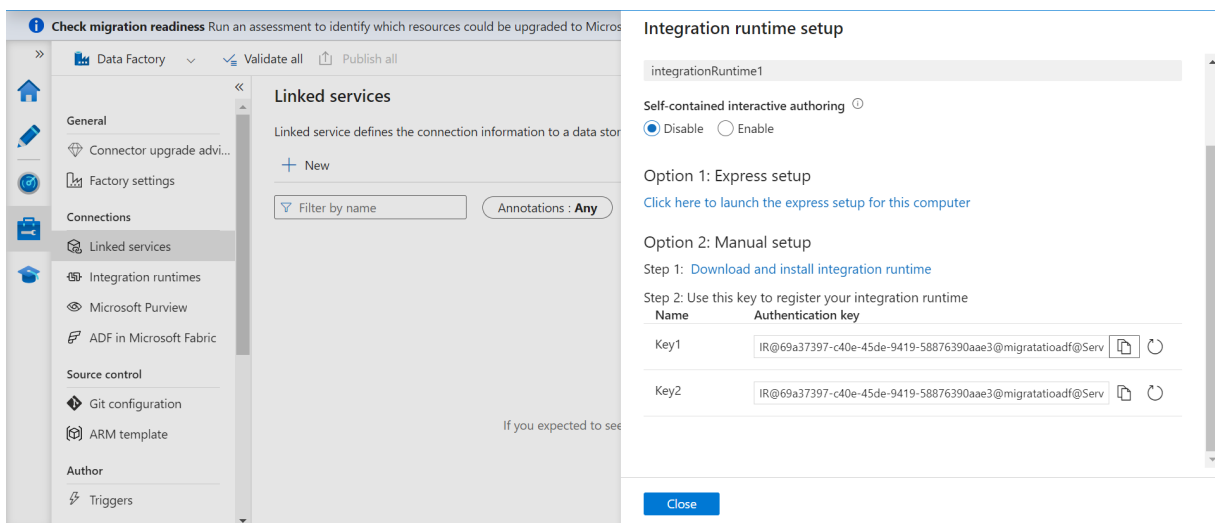 Check migration readiness Run an assessment to identify which resources could be upgraded to Micros
Data Factory
Validate all
Publish all
General
Connector upgrade advi...
Factory settings
Connections
Linked services
Integration runtimes
Microsoft Purview
ADF in Microsoft Fabric
Source control
Git configuration
ARM template
Author
Triggers
Linked services
Linked service defines the connection information to a data stor
New
Filter by name
Annotations : Any
If you expected to see
Integration runtime setup
integrationRuntime1
Self-contained interactive authoring
Disable Enable
Option 1: Express setup
Click here to launch the express setup for this computer
Option 2: Manual setup
Step 1: Download and install integration runtime
Step 2: Use this key to register your integration runtime
Name Authentication key
Key1 IR@69a37397-c40e-45de-9419-58876390aae3@migratatioadf@Serv
Key2 IR@69a37397-c40e-45de-9419-58876390aae3@migratatioadf@Serv
Close